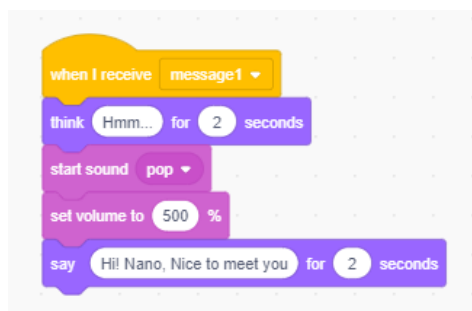 when I receive message1
think Hmm... for 2 seconds
start sound pop
set volume to 500 %
say Hi! Nano, Nice to meet you for 2 seconds